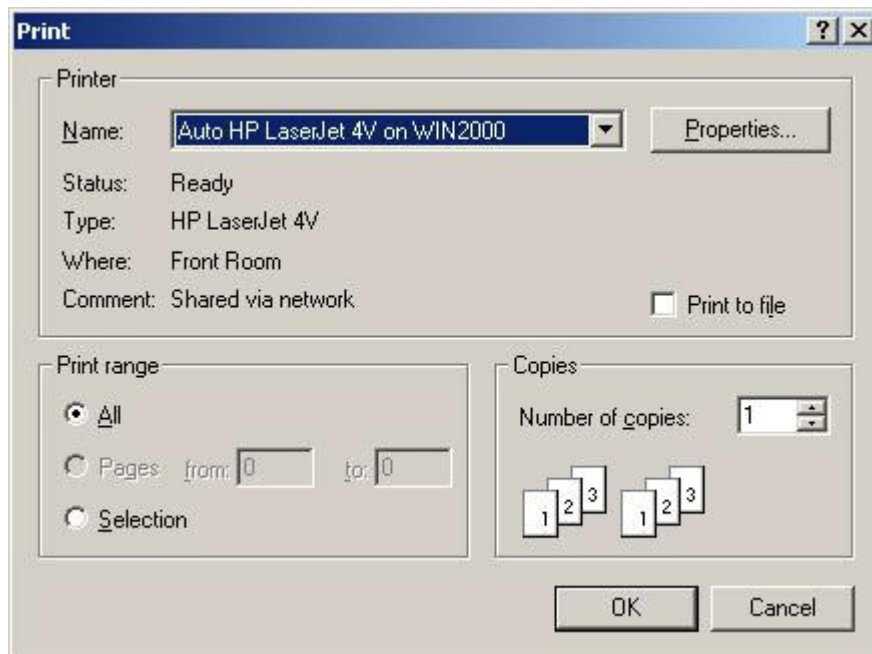 Print
Printer
Name: Auto HP LaserJet 4V on WIN2000 Properties...
Status: Ready
Type: HP LaserJet 4V
Where: Front Room
Comment: Shared via network Print to file
Print range Copies
All Number of copies: 1
Pages from: 0 to: 0
1 2 3 1 2 3
Selection
OK Cancel